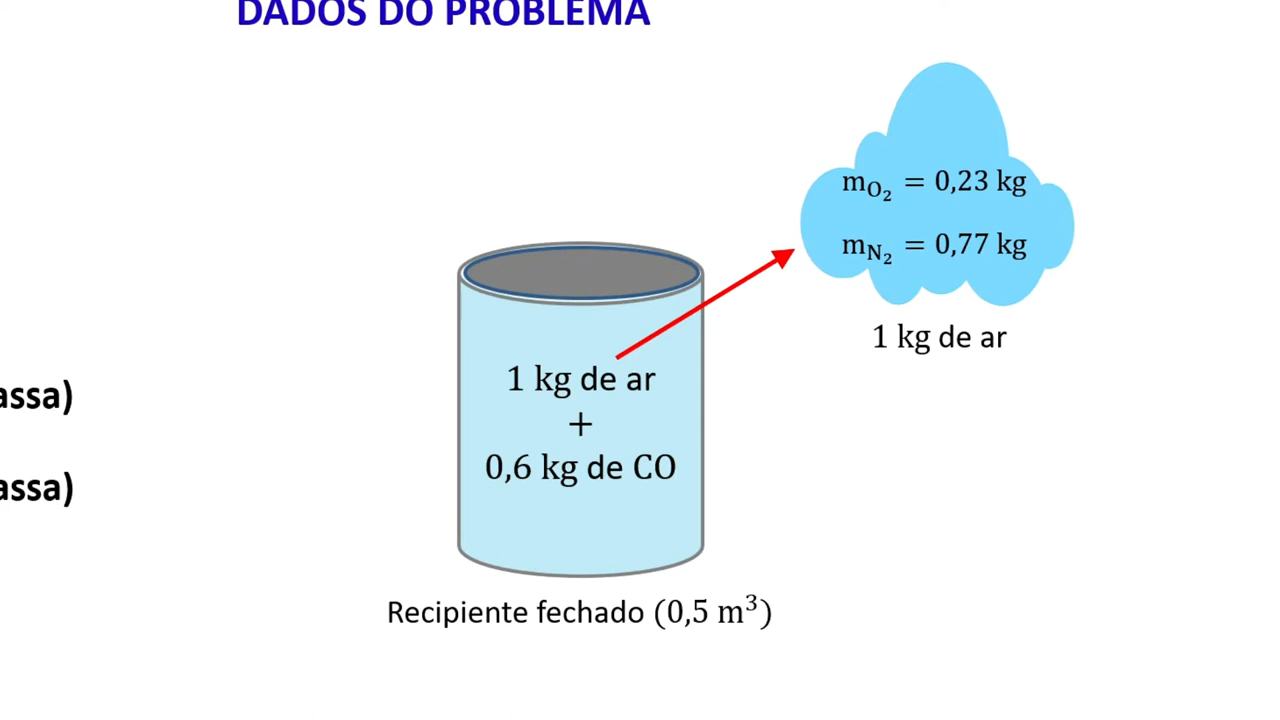 DADOS DO PROBLEMA
m_O₂ = 0,23 kg
m_N₂ = 0,77 kg
1 kg de ar
1 kg de ar
+
0,6 kg de CO
assa)
assa)
Recipiente fechado (0,5 m³)